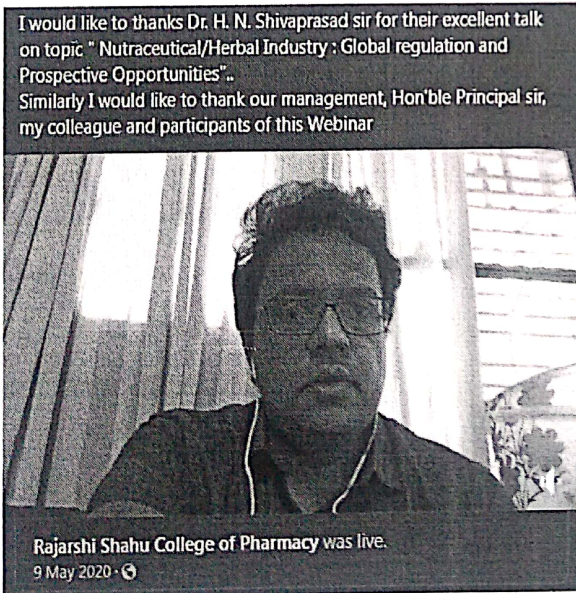 I would like to thanks Dr. H. N. Shivaprasad sir for their excellent talk
on topic " Nutraceutical/Herbal Industry : Global regulation and
Prospective Opportunities"..
Similarly I would like to thank our management, Hon'ble Principal sir,
my colleague and participants of this Webinar
Rajarshi Shahu College of Pharmacy was live.
9 May 2020 ·